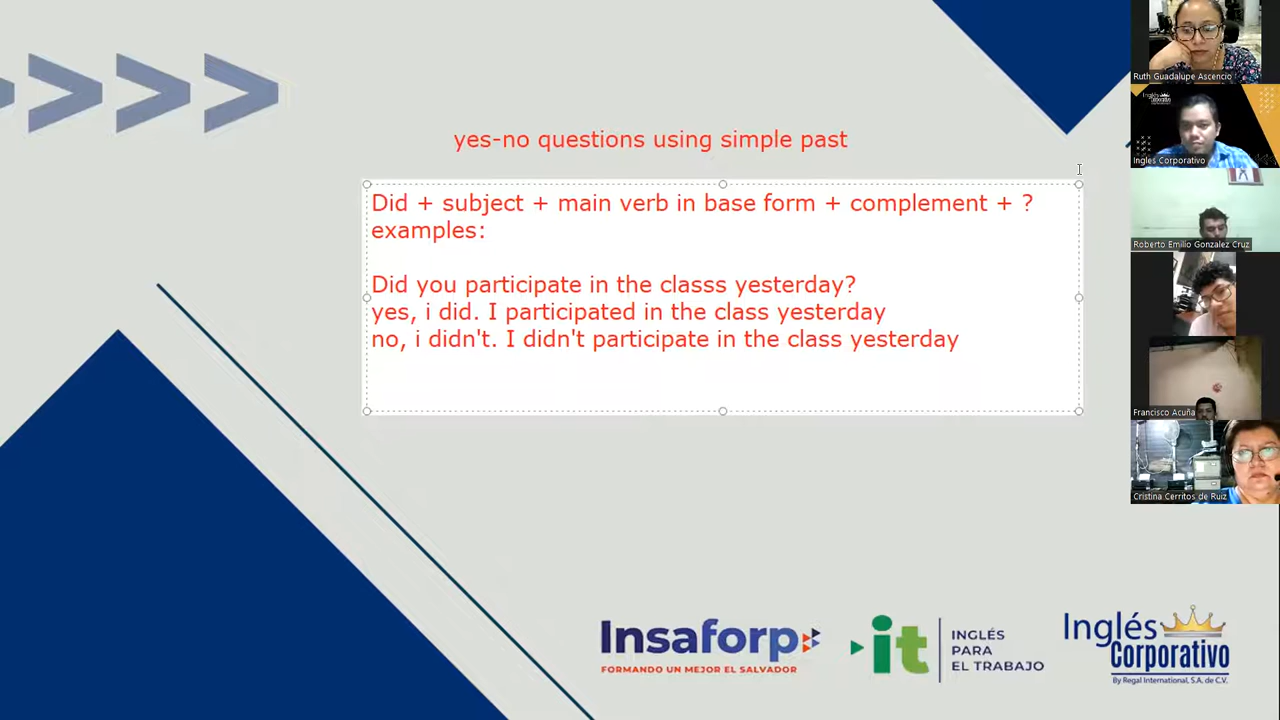 yes-no questions using simple past
Did + subject + main verb in base form + complement + ?
examples:
Did you participate in the classs yesterday?
yes, i did. I participated in the class yesterday
no, i didn't. I didn't participate in the class yesterday
Insaforp
FORMANDO UN MEJOR EL SALVADOR
it
INGLÉS
PARA
EL TRABAJO
Inglés
Corporativo
By Regal International, S.A. de C.V.
Ruth Guadalupe Ascencio
Inglés
Corporativo
Ingles Corporativo
Roberto Emilio Gonzalez Cruz
Francisco Acuña
Cristina Cerritos de Ruiz